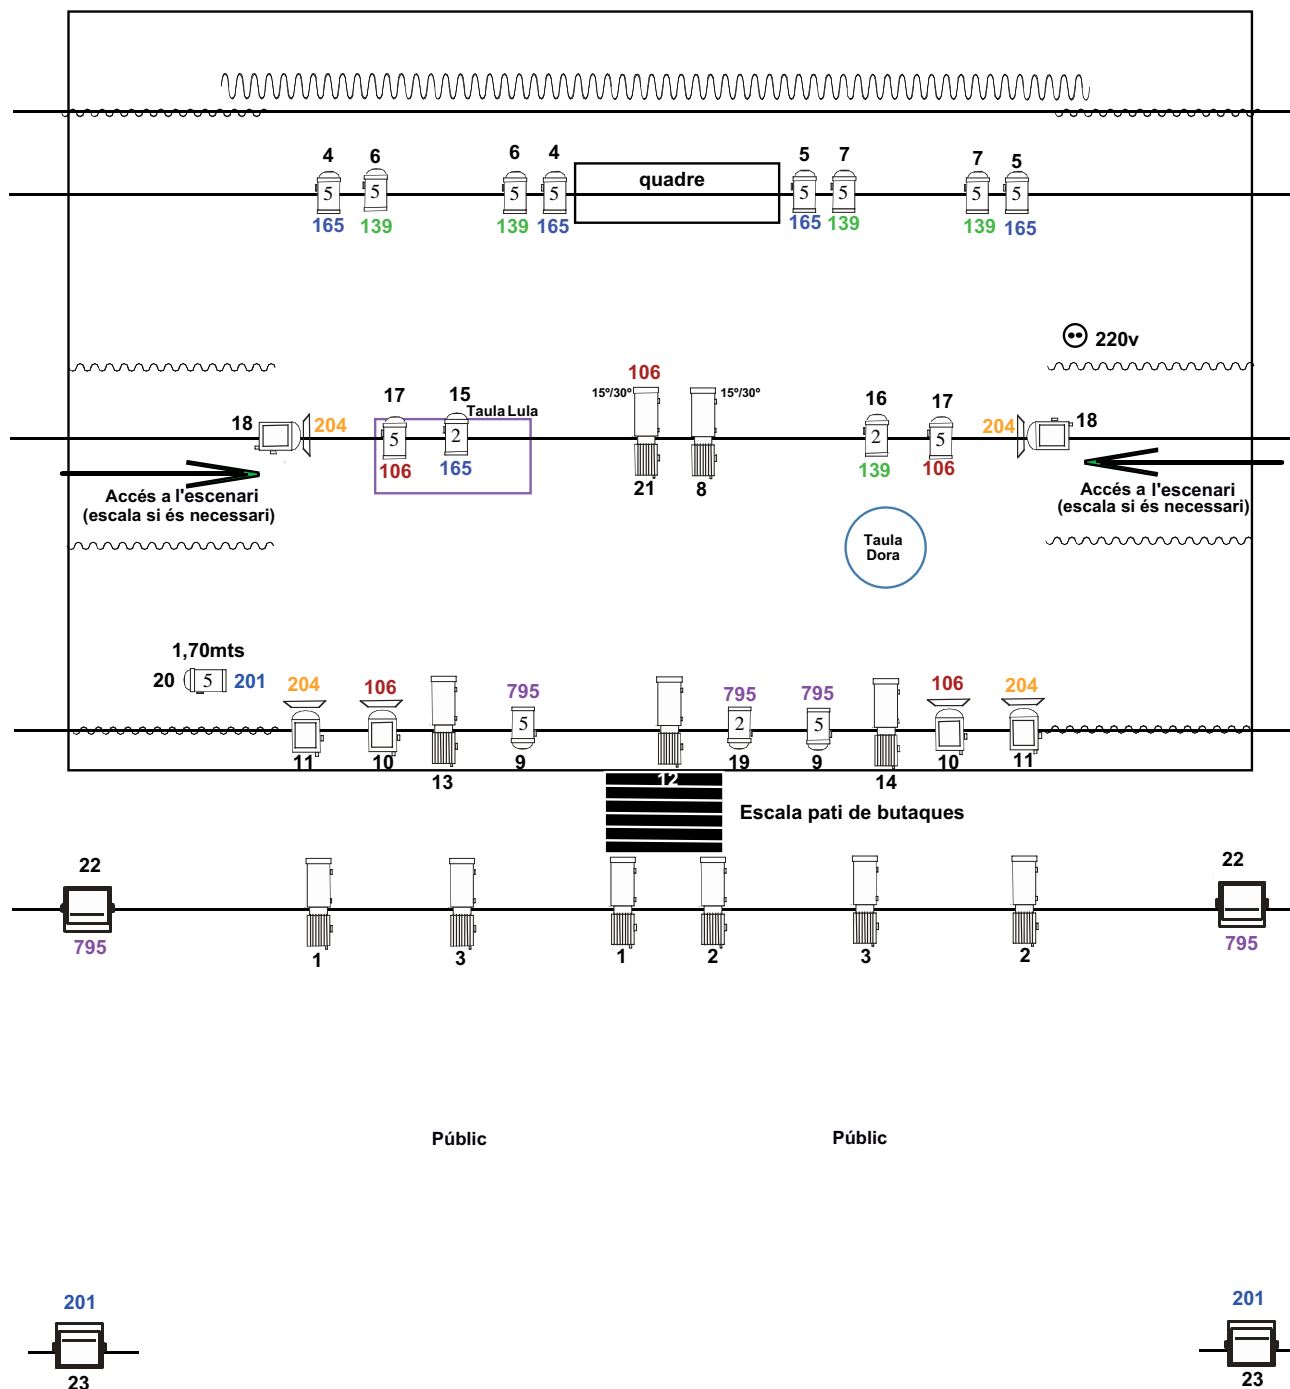 4 6 6 4 5 7 7 5
quadre
5 5 5 5 5 5 5 5
165 139 139 165 165 139 139 165
220v
106
15º/30º 15º/30º
17 15 16 17
Taula Lula
18 204 5 2 2 5 204 18
106 165 139 106
21 8
Accés a l'escenari
(escala si és necessari)
Accés a l'escenari
(escala si és necessari)
Taula
Dora
1,70mts
20 5 201
204 106 795 795 795 106 204
5 2 5
11 10 13 9 12 19 9 14 10 11
Escala pati de butaques
22 22
795 795
1 3 1 2 3 2
Públic Públic
201 201
23 23